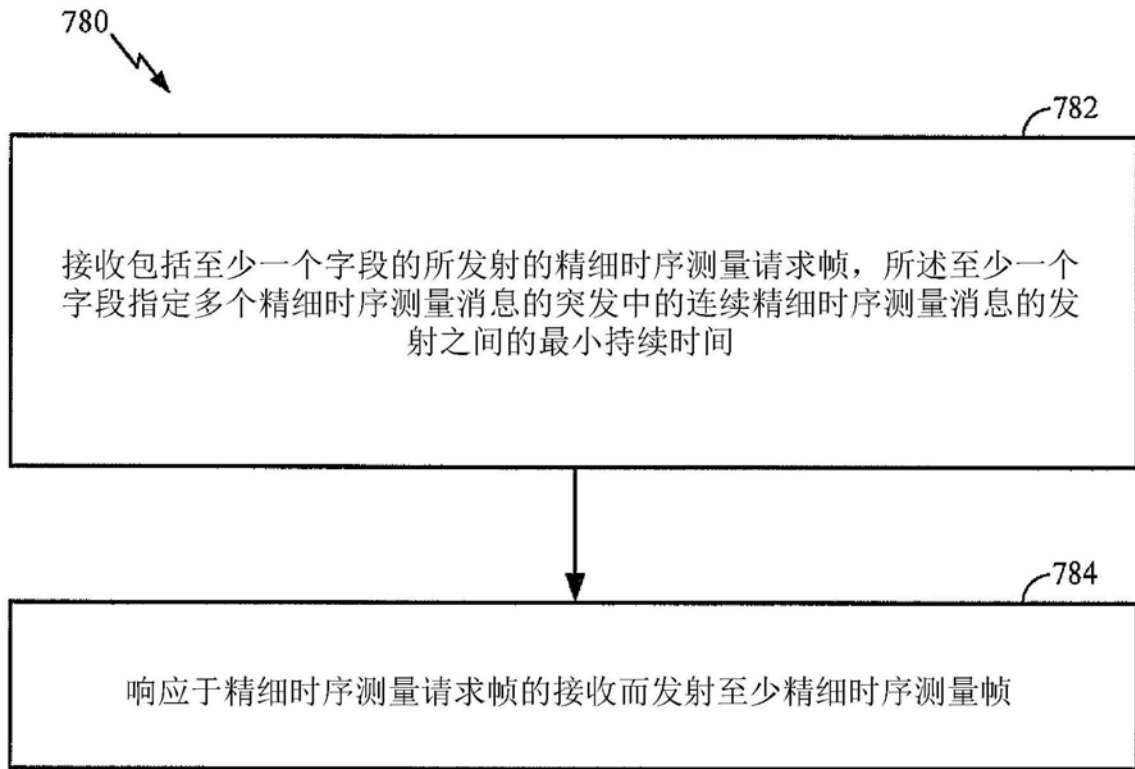 780
782
接收包括至少一个字段的所发射的精细时序测量请求帧，所述至少一个
字段指定多个精细时序测量消息的突发中的连续精细时序测量消息的发
射之间的最小持续时间
784
响应于精细时序测量请求帧的接收而发射至少精细时序测量帧